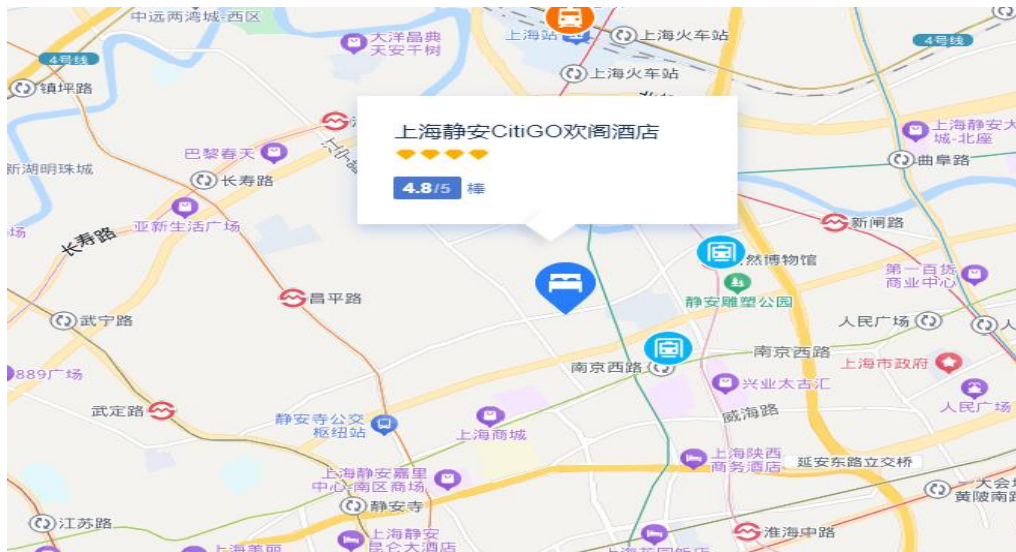 中远两湾城-西区
大洋晶典
天安千树
上海站
上海火车站
4号线
4号线
镇坪路
上海火车站
上海静安CitiGO欢阁酒店
4.8/5 棒
上海静安大
城-北座
巴黎春天
曲阜路
新湖明珠城
长寿路
亚新生活广场
新闸路
长寿路
然博物馆
第一百货
商业中心
昌平路
静安雕塑公园
武宁路
人民广场
人
南京西路
南京西路
上海市政府
889广场
兴业太古汇
人民广场
武定路
威海路
静安寺公交
枢纽站
上海商城
上海陕西
商务酒店
延安东路立交桥
上海静安嘉里
中心-南区商场
一大会
黄陂南路
静安寺
江苏路
上海静安
昆仑大酒店
淮海中路